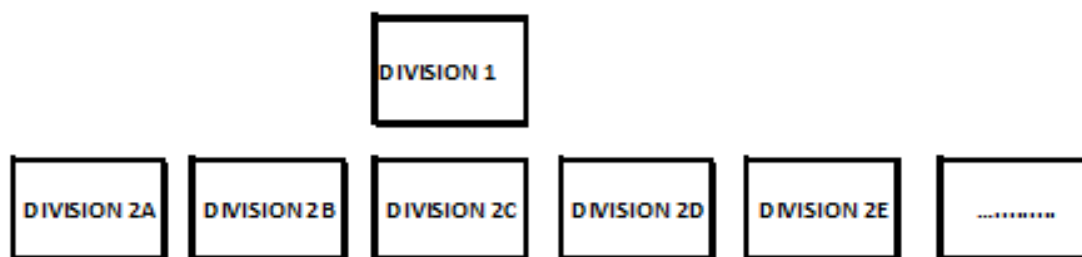 DIVISION 1
DIVISION 2A DIVISION 2B DIVISION 2C DIVISION 2D DIVISION 2E ...........